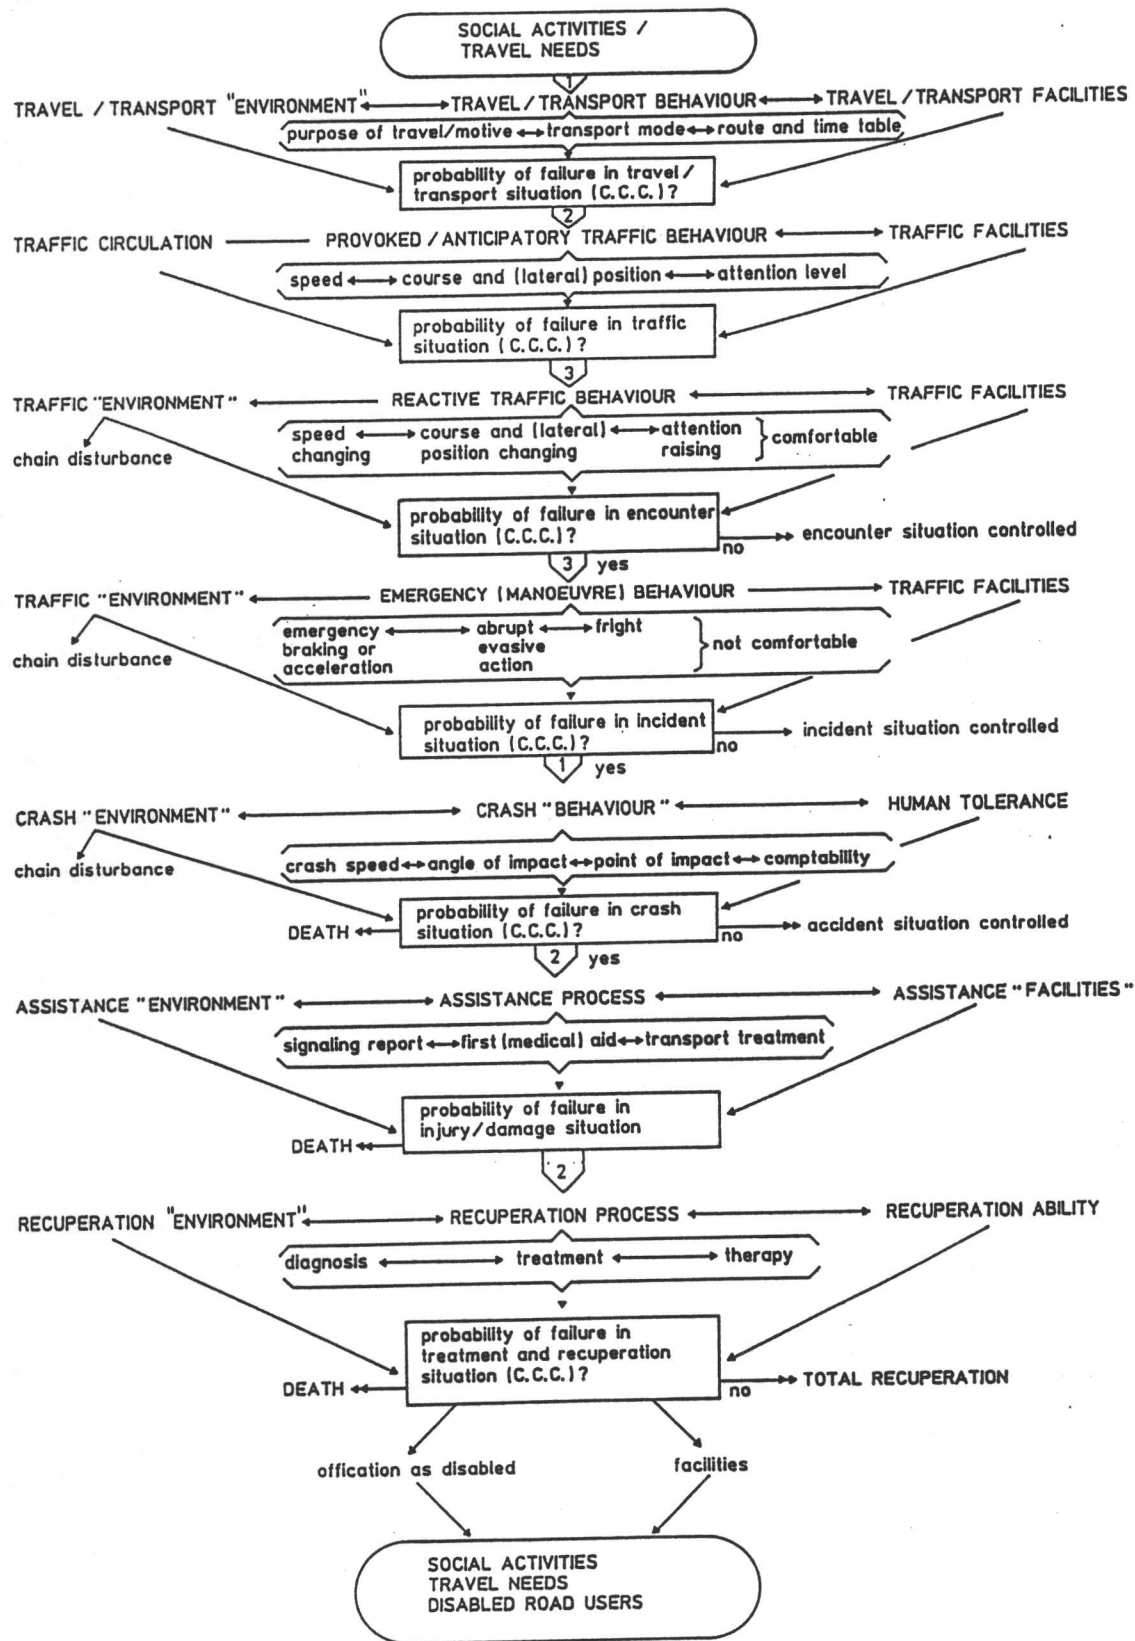 SOCIAL ACTIVITIES /
TRAVEL NEEDS
1
TRAVEL / TRANSPORT "ENVIRONMENT" TRAVEL / TRANSPORT BEHAVIOUR TRAVEL / TRANSPORT FACILITIES
purpose of travel/motive transport mode route and time table
probability of failure in travel /
transport situation (C.C.C.)?
2
TRAFFIC CIRCULATION PROVOKED / ANTICIPATORY TRAFFIC BEHAVIOUR TRAFFIC FACILITIES
speed course and (lateral) position attention level
probability of failure in traffic
situation (C.C.C.)?
3
TRAFFIC "ENVIRONMENT" REACTIVE TRAFFIC BEHAVIOUR TRAFFIC FACILITIES
speed course and (lateral) attention
changing position changing raising
comfortable
chain disturbance
probability of failure in encounter
situation (C.C.C.)?
no encounter situation controlled
3 yes
TRAFFIC "ENVIRONMENT" EMERGENCY (MANOEUVRE) BEHAVIOUR TRAFFIC FACILITIES
emergency abrupt fright
braking or evasive
acceleration action
not comfortable
chain disturbance
probability of failure in incident
situation (C.C.C.)?
no incident situation controlled
1 yes
CRASH "ENVIRONMENT" CRASH "BEHAVIOUR" HUMAN TOLERANCE
chain disturbance
crash speed angle of impact point of impact comptability
probability of failure in crash
situation (C.C.C.)?
DEATH
no accident situation controlled
2 yes
ASSISTANCE "ENVIRONMENT" ASSISTANCE PROCESS ASSISTANCE "FACILITIES"
signaling report first (medical) aid transport treatment
probability of failure in
injury/damage situation
DEATH
2
RECUPERATION "ENVIRONMENT" RECUPERATION PROCESS RECUPERATION ABILITY
diagnosis treatment therapy
probability of failure in
treatment and recuperation
situation (C.C.C.)?
DEATH
no TOTAL RECUPERATION
offication as disabled facilities
SOCIAL ACTIVITIES
TRAVEL NEEDS
DISABLED ROAD USERS